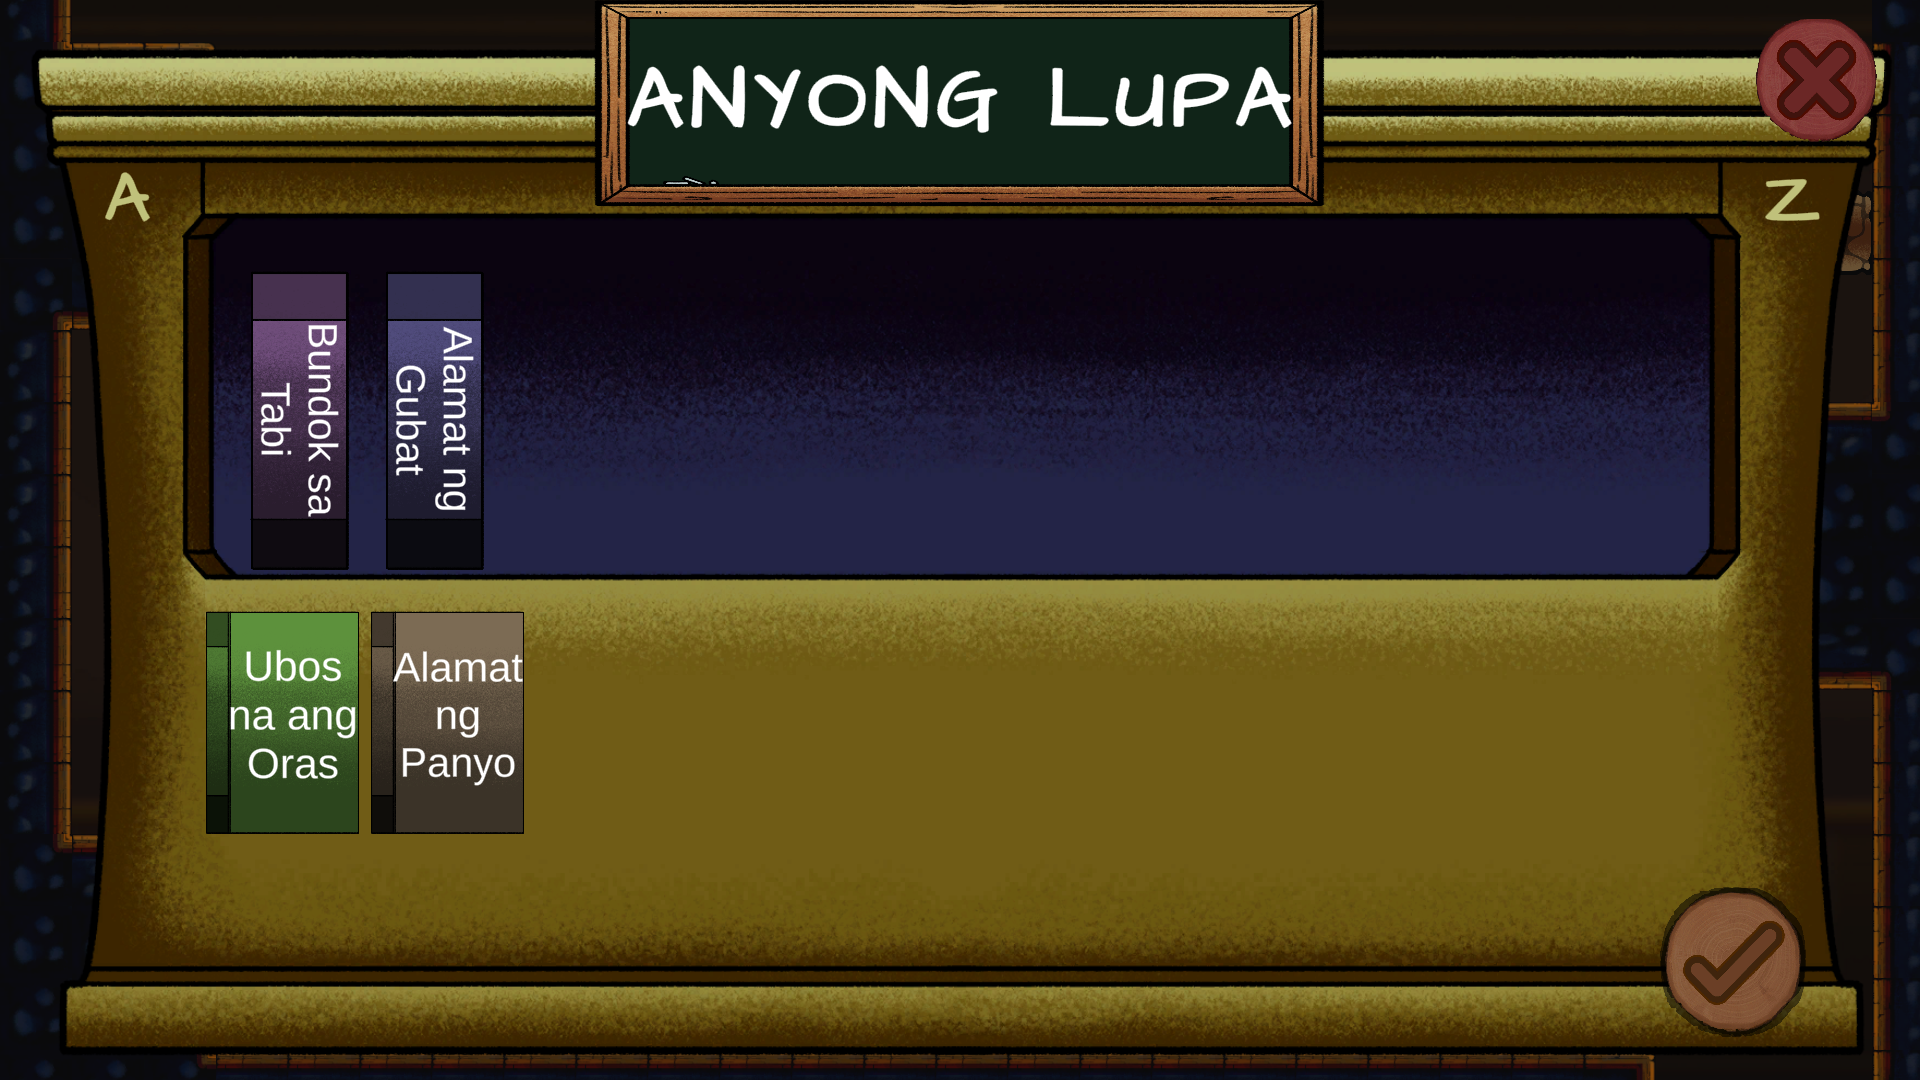 ANYONG LUPA
A
Z
Bundok sa
Tabi
Alamat ng
Gubat
Ubos
na ang
Oras
Alamat
ng
Panyo